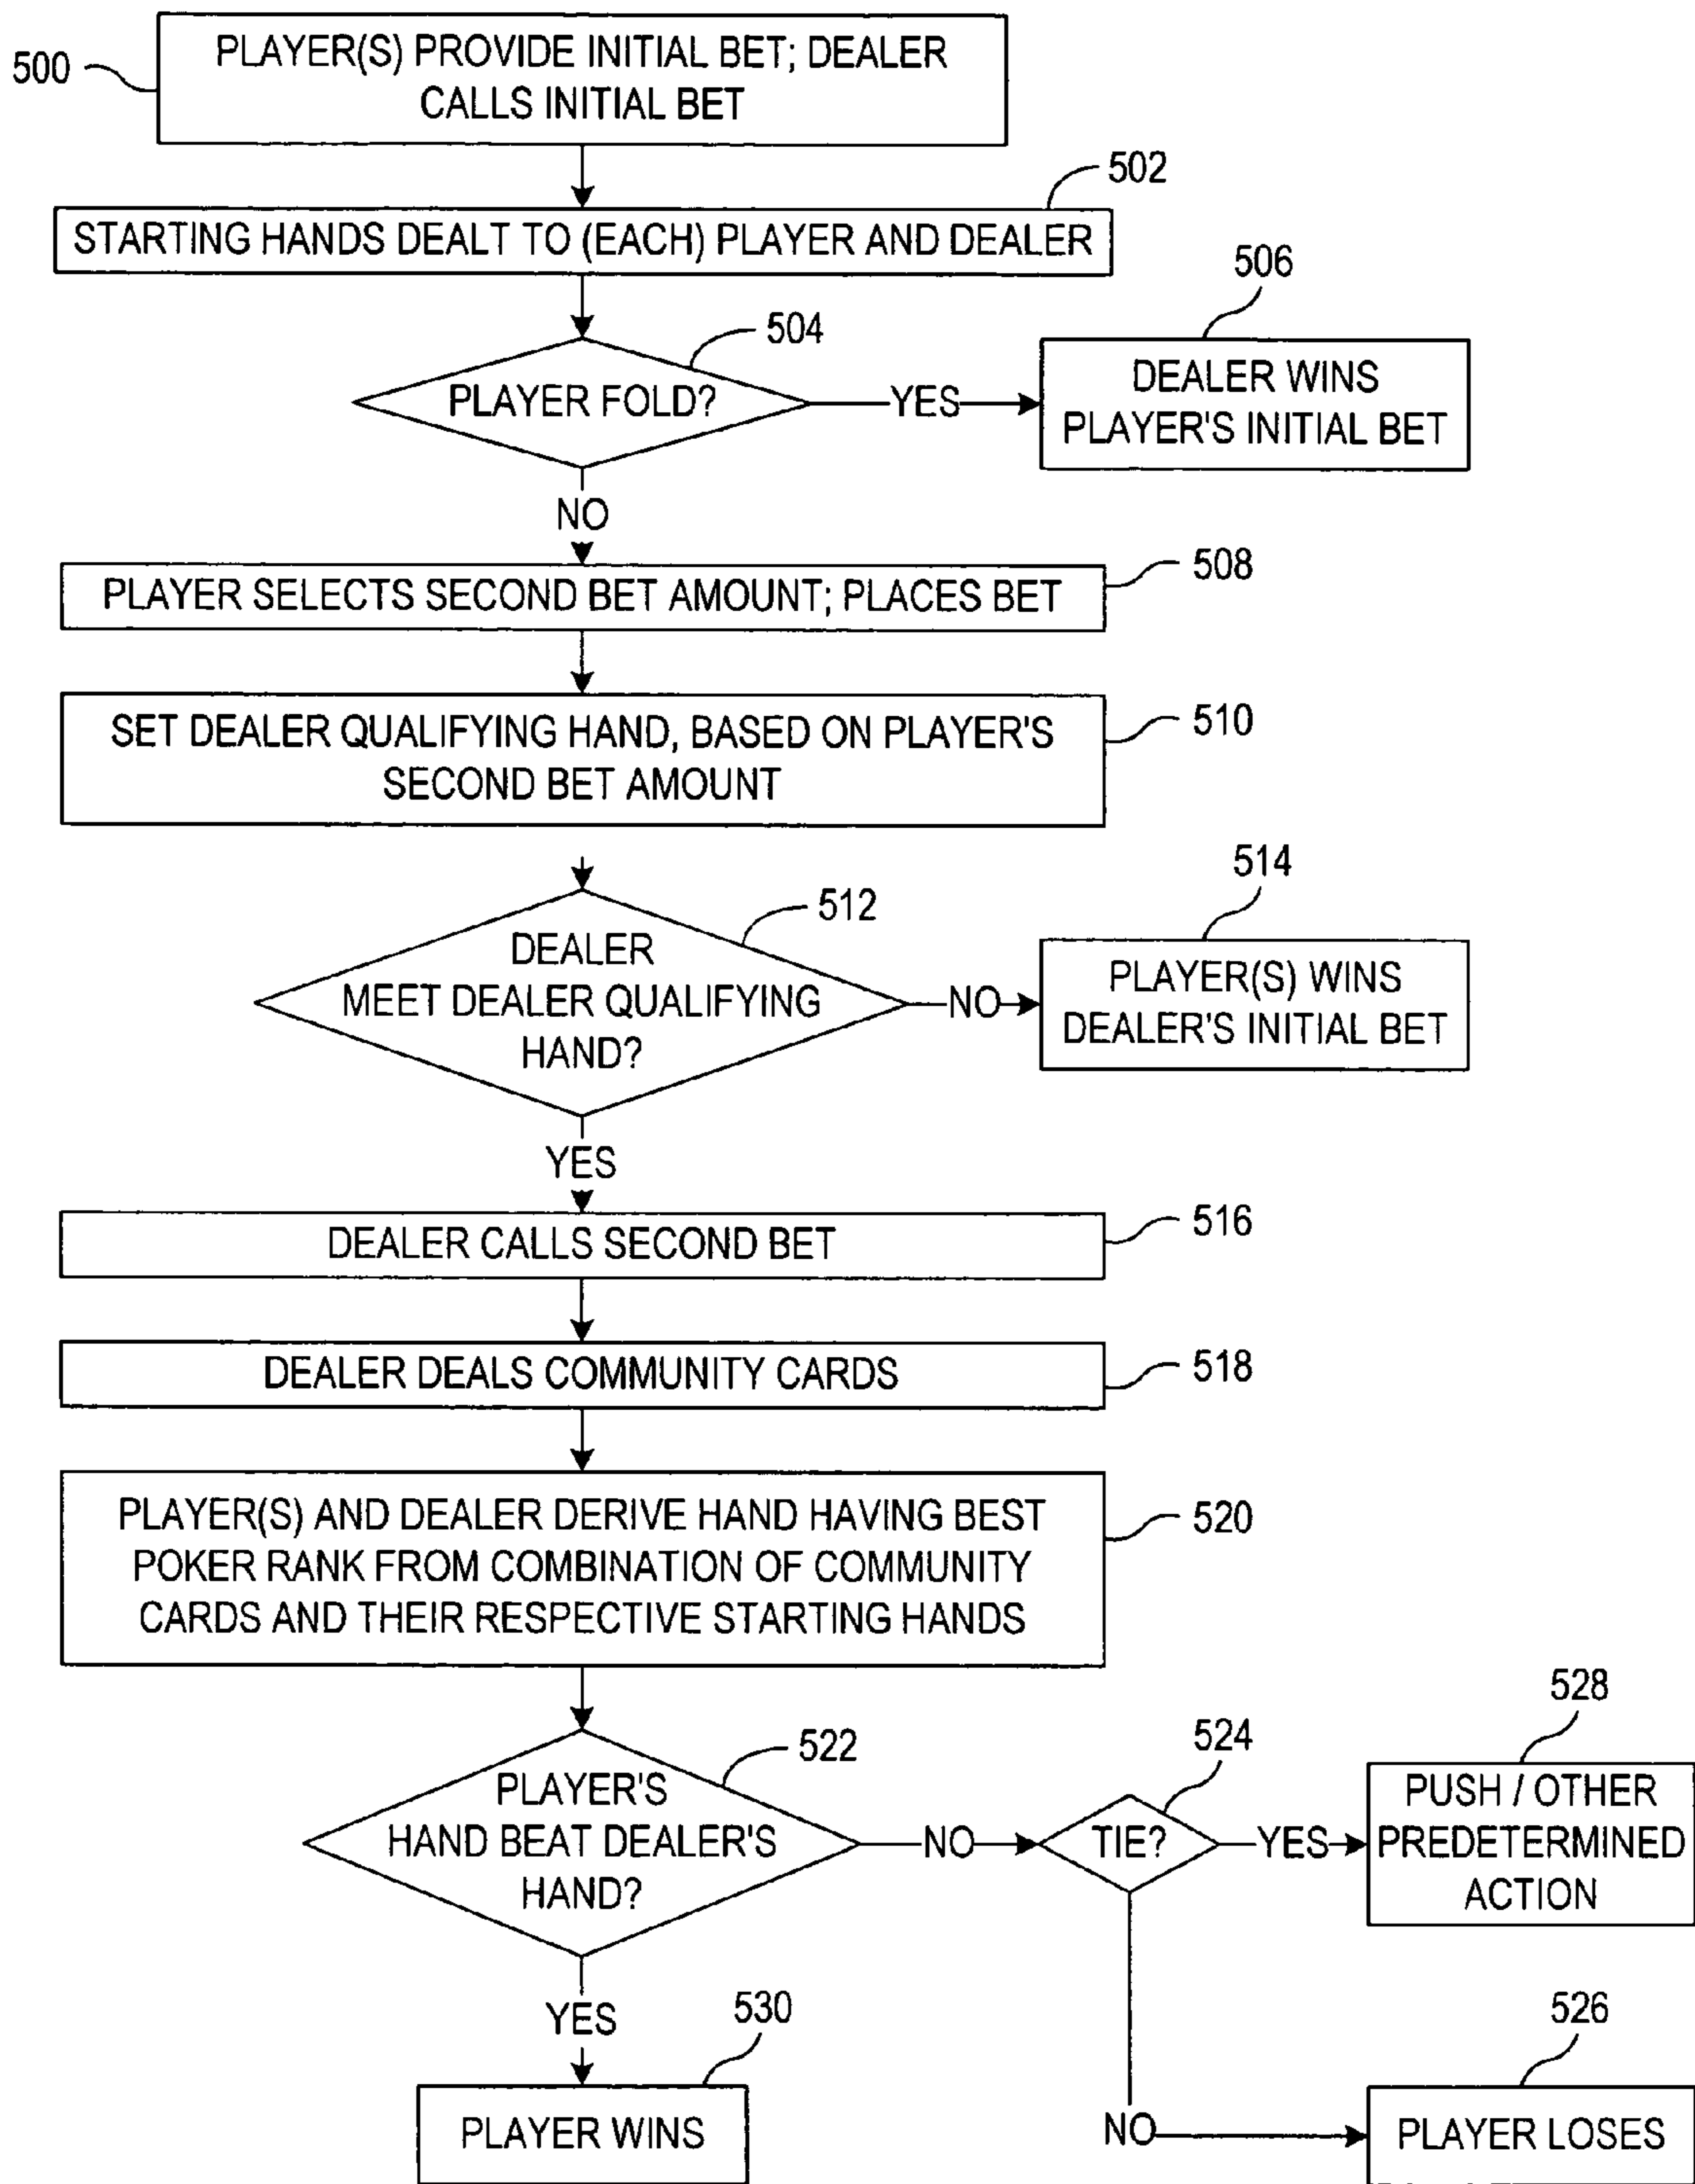 500
PLAYER(S) PROVIDE INITIAL BET; DEALER
CALLS INITIAL BET
502
STARTING HANDS DEALT TO (EACH) PLAYER AND DEALER
504
PLAYER FOLD?
YES
506
DEALER WINS
PLAYER'S INITIAL BET
NO
508
PLAYER SELECTS SECOND BET AMOUNT; PLACES BET
510
SET DEALER QUALIFYING HAND, BASED ON PLAYER'S
SECOND BET AMOUNT
512
DEALER
MEET DEALER QUALIFYING
HAND?
NO
514
PLAYER(S) WINS
DEALER'S INITIAL BET
YES
516
DEALER CALLS SECOND BET
518
DEALER DEALS COMMUNITY CARDS
520
PLAYER(S) AND DEALER DERIVE HAND HAVING BEST
POKER RANK FROM COMBINATION OF COMMUNITY
CARDS AND THEIR RESPECTIVE STARTING HANDS
522
PLAYER'S
HAND BEAT DEALER'S
HAND?
NO
524
TIE?
YES
528
PUSH / OTHER
PREDETERMINED
ACTION
YES
530
PLAYER WINS
NO
526
PLAYER LOSES